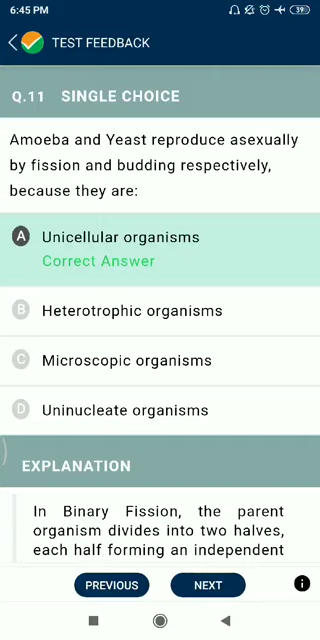 6:45 PM
39
TEST FEEDBACK
Q.11 SINGLE CHOICE
Amoeba and Yeast reproduce asexually
by fission and budding respectively,
because they are:
A Unicellular organisms
Correct Answer
B Heterotrophic organisms
C Microscopic organisms
D Uninucleate organisms
EXPLANATION
In Binary Fission, the parent
organism divides into two halves,
each half forming an independent
PREVIOUS NEXT